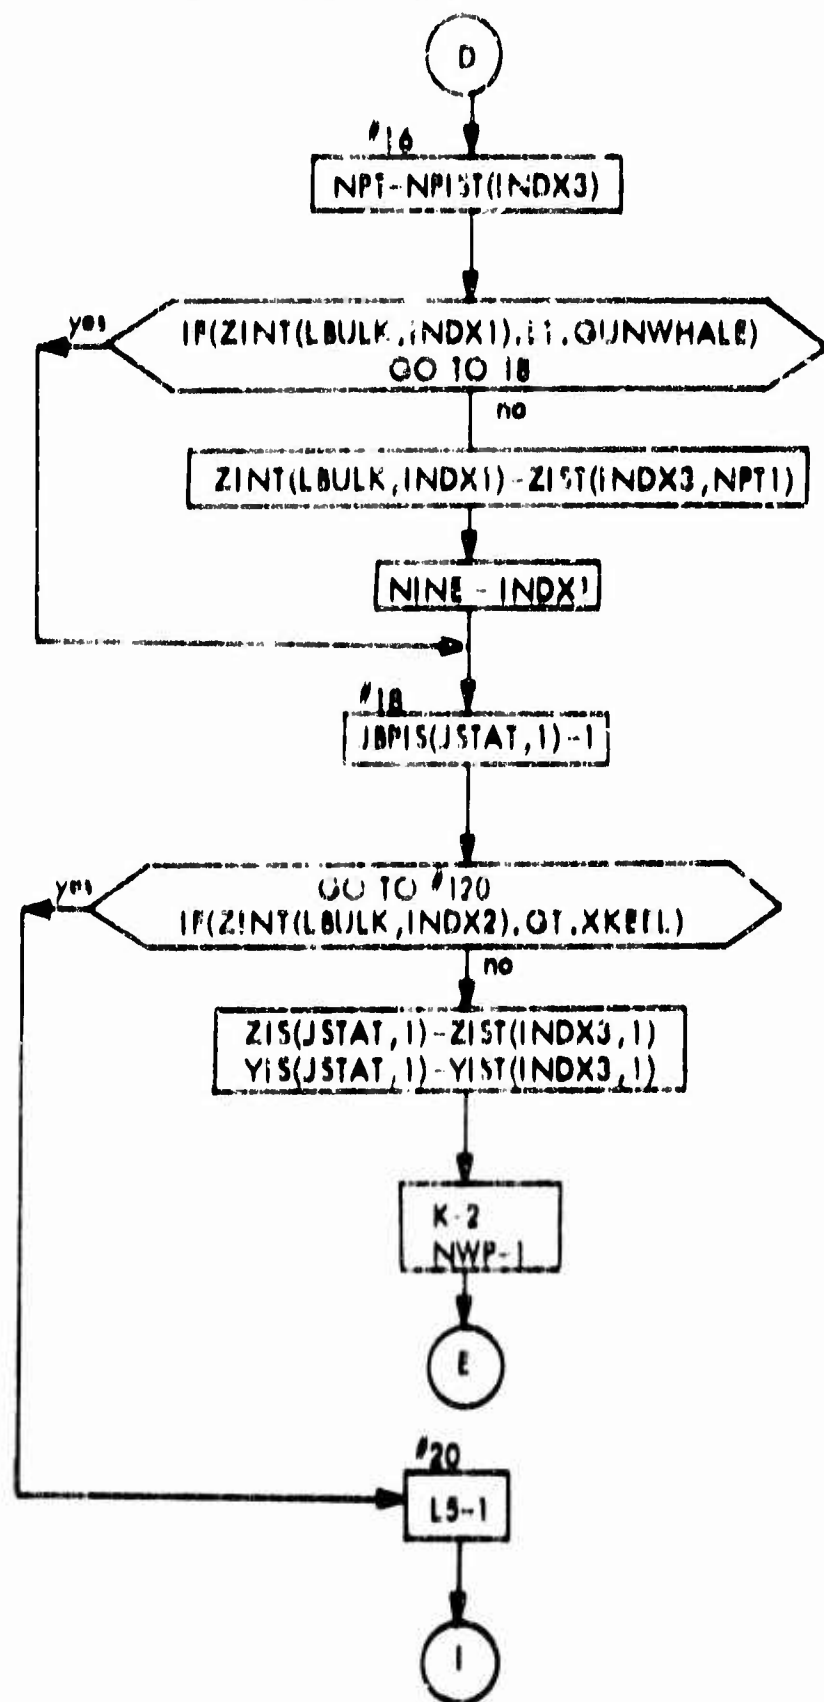 D
#16
NPT-NPIST(INDX3)
yes
IF(ZINT(LBULK,INDX1).LT.GUNWHALE)
GO TO 18
no
ZINT(LBULK,INDX1)-ZIST(INDX3,NPT1)
NINE - INDX1
#18
JBPIS(JSTAT,1)-1
yes
GO TO #120
IF(ZINT(LBULK,INDX2).GT.XKEEL)
no
ZIS(JSTAT,1)-ZIST(INDX3,1)
YIS(JSTAT,1)-YIST(INDX3,1)
K-2
NWP-1
E
#20
L5-1
I